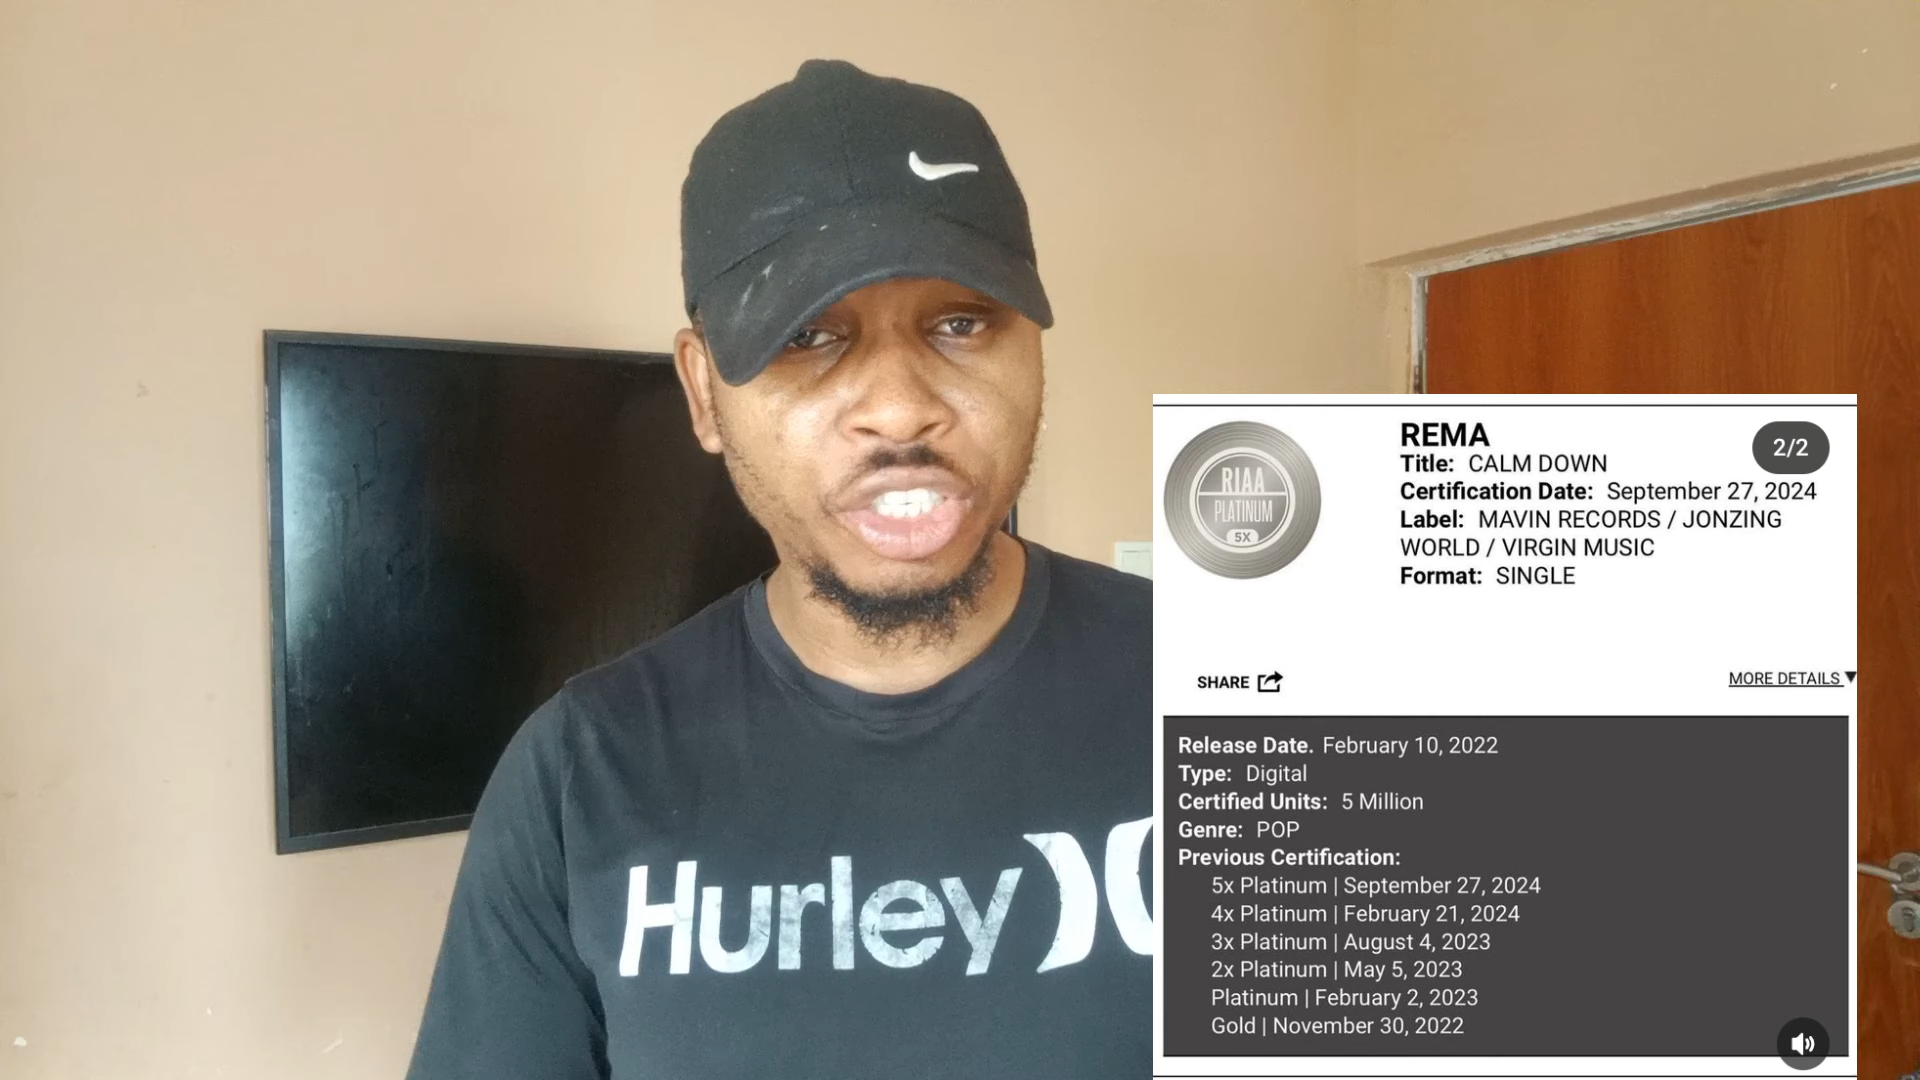 Hurley
REMA
2/2
Title: CALM DOWN
Certification Date: September 27, 2024
Label: MAVIN RECORDS / JONZING
WORLD / VIRGIN MUSIC
Format: SINGLE
RIAA
PLATINUM
5X
SHARE
MORE DETAILS
Release Date. February 10, 2022
Type: Digital
Certified Units: 5 Million
Genre: POP
Previous Certification:
5x Platinum | September 27, 2024
4x Platinum | February 21, 2024
3x Platinum | August 4, 2023
2x Platinum | May 5, 2023
Platinum | February 2, 2023
Gold | November 30, 2022